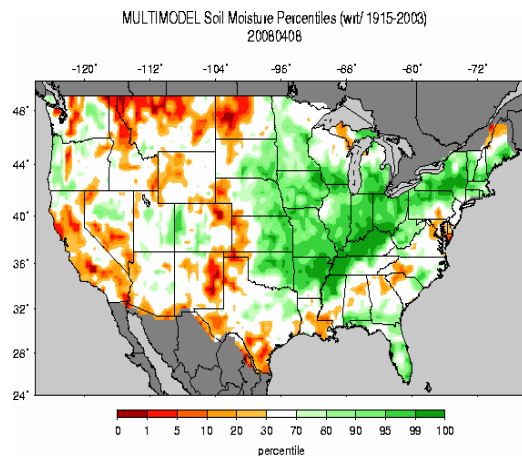 MULTIMODEL Soil Moisture Percentiles (wrt/ 1915-2003)
20080408
-120° -112° -104° -96° -88° -80° -72°
48°
44°
40°
36°
32°
28°
24°
0 1 5 10 20 30 70 80 90 95 99 100
percentile